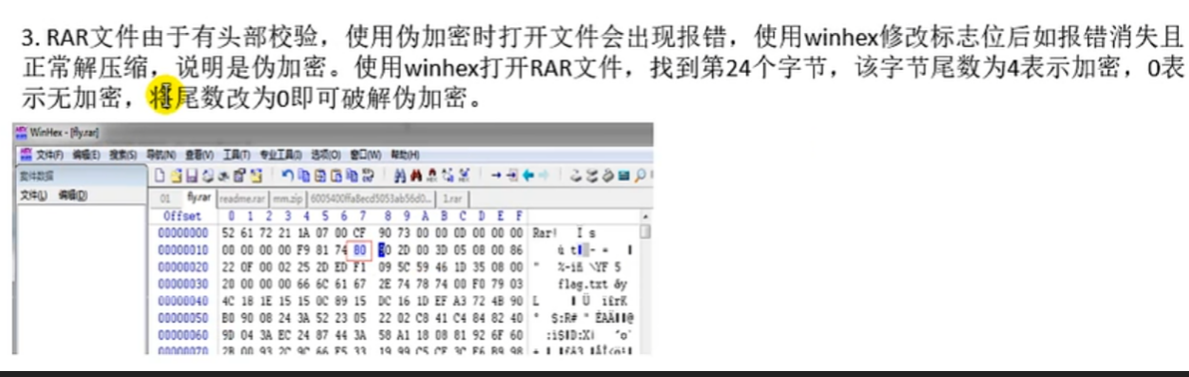 3. RAR文件由于有头部校验，使用伪加密时打开文件会出现报错，使用winhex修改标志位后如报错消失且
正常解压缩，说明是伪加密。使用winhex打开RAR文件，找到第24个字节，该字节尾数为4表示加密，0表
示无加密，将尾数改为0即可破解伪加密。
WinHex - [fly.rar]
文件(F) 编辑(E) 搜索(S) 导航(N) 查看(V) 工具(T) 专业工具(I) 选项(O) 窗口(W) 帮助(H)
案件数据
文件(L) 编辑(D)
01 fly.rar readme.rar mm.zip 1.rar
Offset 0 1 2 3 4 5 6 7 8 9 A B C D E F
00000000 52 61 72 21 1A 07 00 CF 90 73 00 00 0D 00 00 00 Rar! Ï s
00000010 00 00 00 00 F9 81 74 80 90 2D 00 3D 05 08 00 86
00000020 22 0F 00 02 25 2D ED F1 09 5C 59 46 1D 35 08 00
00000030 20 00 00 00 66 6C 61 67 2E 74 78 74 00 F0 79 03 flag.txt ðy
00000040 4C 18 1E 15 15 0C 89 15 DC 16 1D EF A3 72 4B 90
00000050 B0 90 08 24 3A 52 23 05 22 02 C8 41 C4 84 82 40
00000060 9D 04 3A EC 24 87 44 3A 58 A1 18 08 81 92 6F 60
00000070